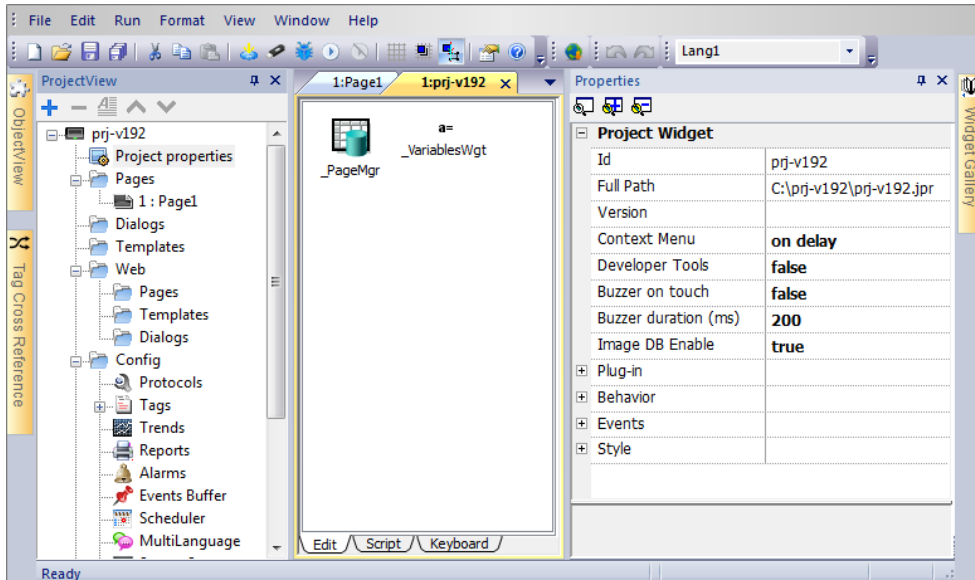 File Edit Run Format View Window Help
Lang1
ObjectView
Tag Cross Reference
ProjectView
prj-v192
Project properties
Pages
1 : Page1
Dialogs
Templates
Web
Pages
Templates
Dialogs
Config
Protocols
Tags
Trends
Reports
Alarms
Events Buffer
Scheduler
MultiLanguage
1:Page1 1:prj-v192
_PageMgr
a=
_VariablesWgt
Edit Script Keyboard
Properties
Project Widget
Id prj-v192
Full Path C:\prj-v192\prj-v192.jpr
Version
Context Menu on delay
Developer Tools false
Buzzer on touch false
Buzzer duration (ms) 200
Image DB Enable true
Plug-in
Behavior
Events
Style
Widget Gallery
Ready